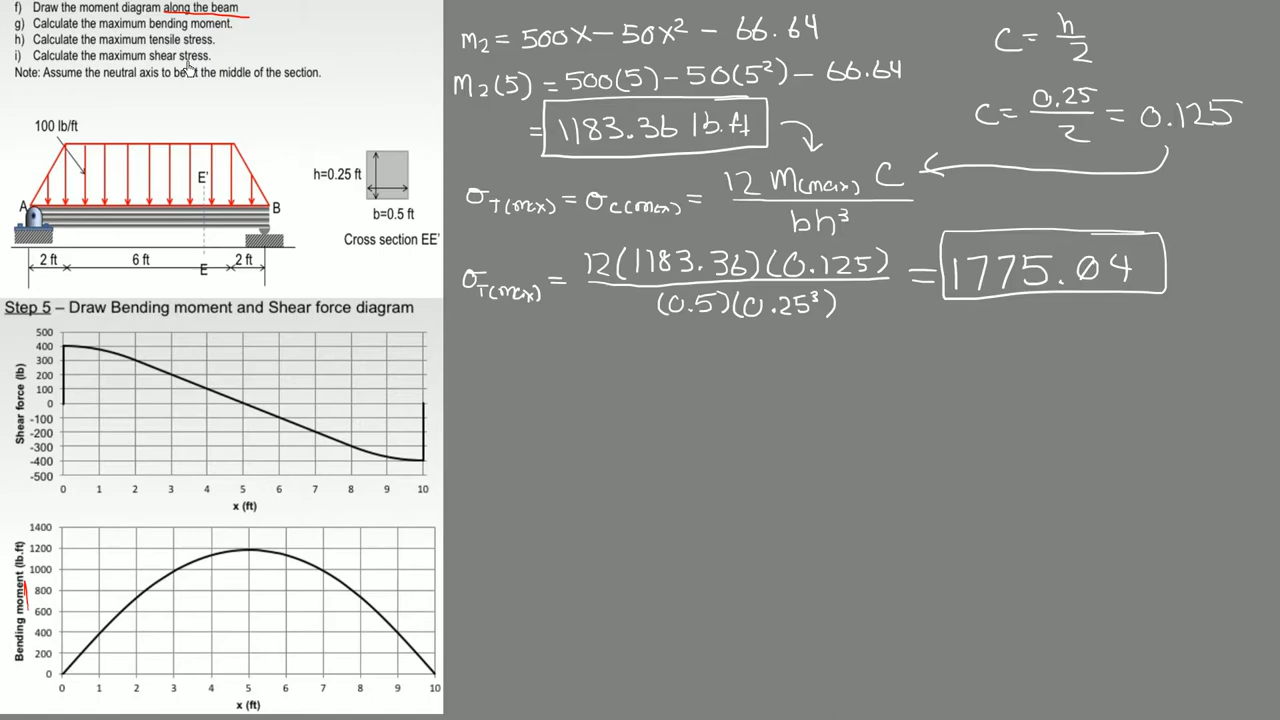 f) Draw the moment diagram along the beam
g) Calculate the maximum bending moment.
h) Calculate the maximum tensile stress.
i) Calculate the maximum shear stress.
Note: Assume the neutral axis to be at the middle of the section.
100 lb/ft
E'
A
B
h=0.25 ft
b=0.5 ft
Cross section EE'
2 ft
6 ft
E
2 ft
Step 5 – Draw Bending moment and Shear force diagram
Shear force (lb)
500
400
300
200
100
0
-100
-200
-300
-400
-500
0 1 2 3 4 5 6 7 8 9 10
x (ft)
Bending moment (lb.ft)
1400
1200
1000
800
600
400
200
0
0 1 2 3 4 5 6 7 8 9 10
x (ft)
M₂ = 500x − 50x² − 66.64
M₂(5) = 500(5) − 50(5²) − 66.64
= 1183.36 lb.ft
σT(max) = σC(max) = 12 M(max) C / bh³
σT(max) = 12(1183.36)(0.125) / (0.5)(0.25³) = 1775.04
C = h/2
C = 0.25/2 = 0.125